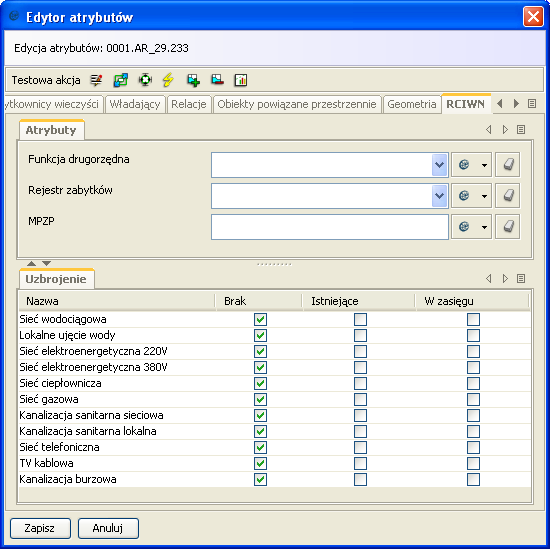 Edytor atrybutów
Edycja atrybutów: 0001.AR_29.233
Testowa akcja
ytkownicy wieczyści Władający Relacje Obiekty powiązane przestrzennie Geometria RCIWN
Atrybuty
Funkcja drugorzędna
Rejestr zabytków
MPZP
Uzbrojenie
Nazwa Brak Istniejące W zasięgu
Sieć wodociągowa
Lokalne ujęcie wody
Sieć elektroenergetyczna 220V
Sieć elektroenergetyczna 380V
Sieć ciepłownicza
Sieć gazowa
Kanalizacja sanitarna sieciowa
Kanalizacja sanitarna lokalna
Sieć telefoniczna
TV kablowa
Kanalizacja burzowa
Zapisz Anuluj